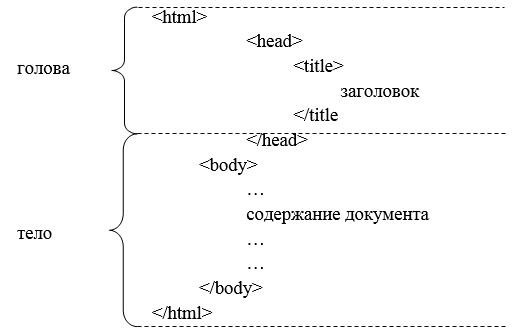 <html>
<head>
голова
<title>
заголовок
</title
</head>
<body>
…
содержание документа
тело
…
…
</body>
</html>